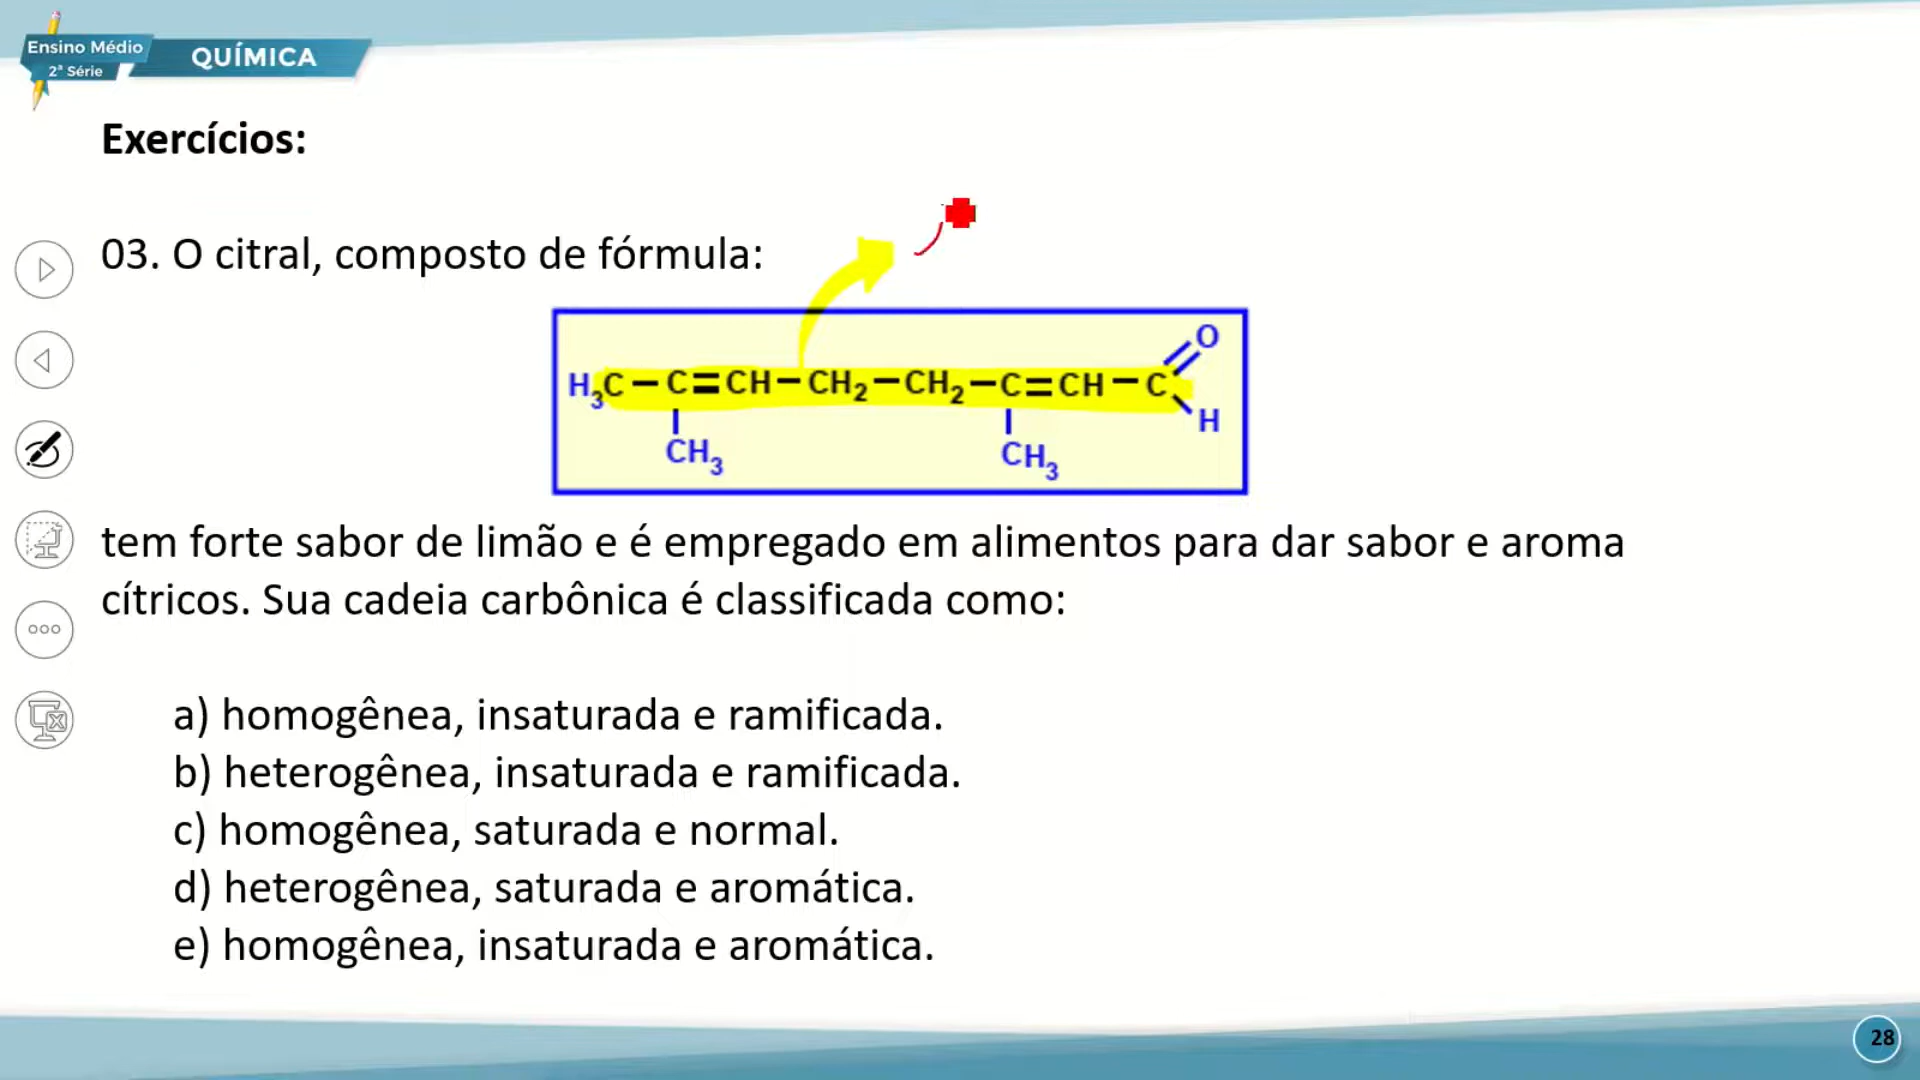 Ensino Médio
2ª Série
QUÍMICA
Exercícios:
03. O citral, composto de fórmula:
O
H₃C – C = CH – CH₂ – CH₂ – C = CH – C
H
CH₃ CH₃
tem forte sabor de limão e é empregado em alimentos para dar sabor e aroma
cítricos. Sua cadeia carbônica é classificada como:
a) homogênea, insaturada e ramificada.
b) heterogênea, insaturada e ramificada.
c) homogênea, saturada e normal.
d) heterogênea, saturada e aromática.
e) homogênea, insaturada e aromática.
28